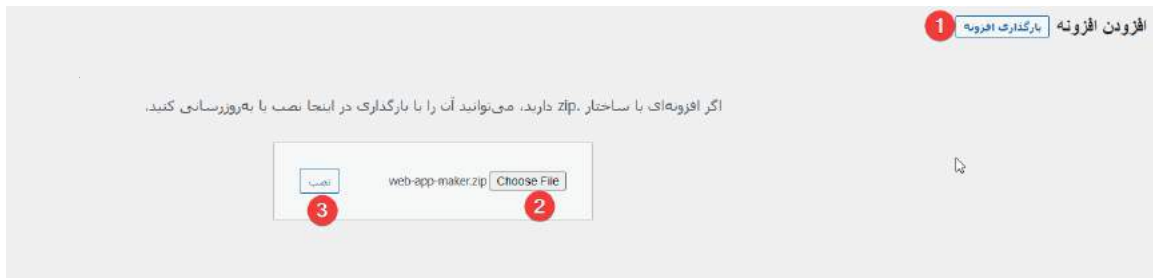 افزودن افزونه بارگذاری افزونه 1
اگر افزونه‌ای با ساختار .zip دارید، می‌توانید آن را با بارگذاری در اینجا نصب یا به‌روزرسانی کنید.
Choose File web-app-maker.zip نصب
2
3